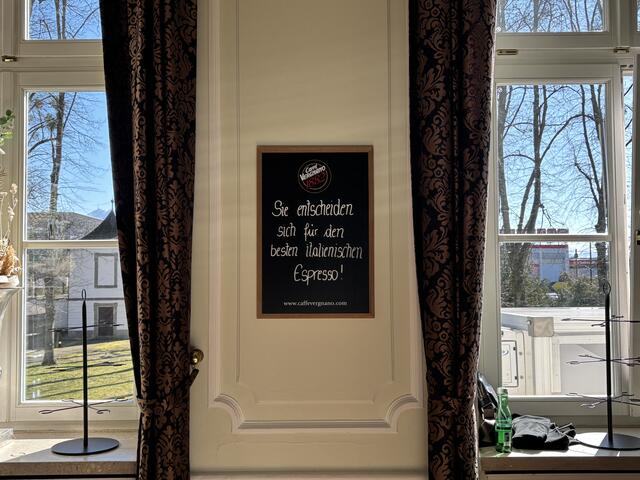 Caffè
Vergnano
1882
Sie entscheiden
sich für den
besten italienischen
Espresso!
www.caffevergnano.com